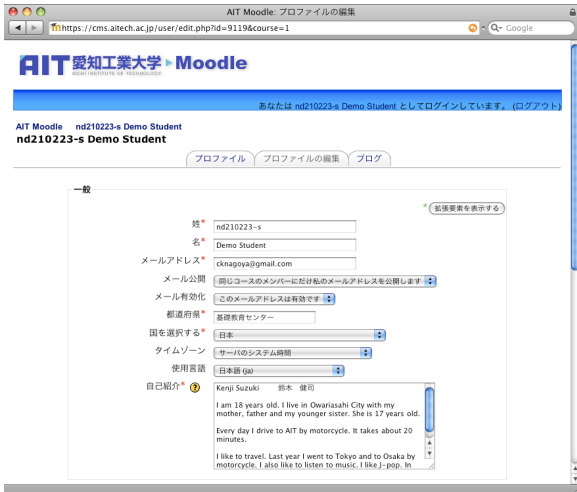 AIT Moodle: プロファイルの編集
https://cms.aitech.ac.jp/user/edit.php?id=9119&course=1
Google
AIT 愛知工業大学 Moodle
AICHI INSTITUTE OF TECHNOLOGY
あなたは nd210223-s Demo Student としてログインしています。 (ログアウト)
AIT Moodle nd210223-s Demo Student
nd210223-s Demo Student
プロファイル プロファイルの編集 ブログ
一般
* 拡張要素を表示する
姓* nd210223-s
名* Demo Student
メールアドレス* cknagoya@gmail.com
メール公開 同じコースのメンバーにだけ私のメールアドレスを公開します
メール有効化 このメールアドレスは有効です
都道府県* 基礎教育センター
国を選択する* 日本
タイムゾーン サーバのシステム時間
使用言語 日本語 (ja)
自己紹介* ? Kenji Suzuki 鈴木 健司
I am 18 years old. I live in Owariasahi City with my
mother, father and my younger sister. She is 17 years old.
Every day I drive to AIT by motorcycle. It takes about 20
minutes.
I like to travel. Last year I went to Tokyo and to Osaka by
motorcycle. I also like to listen to music. I like J-pop. In